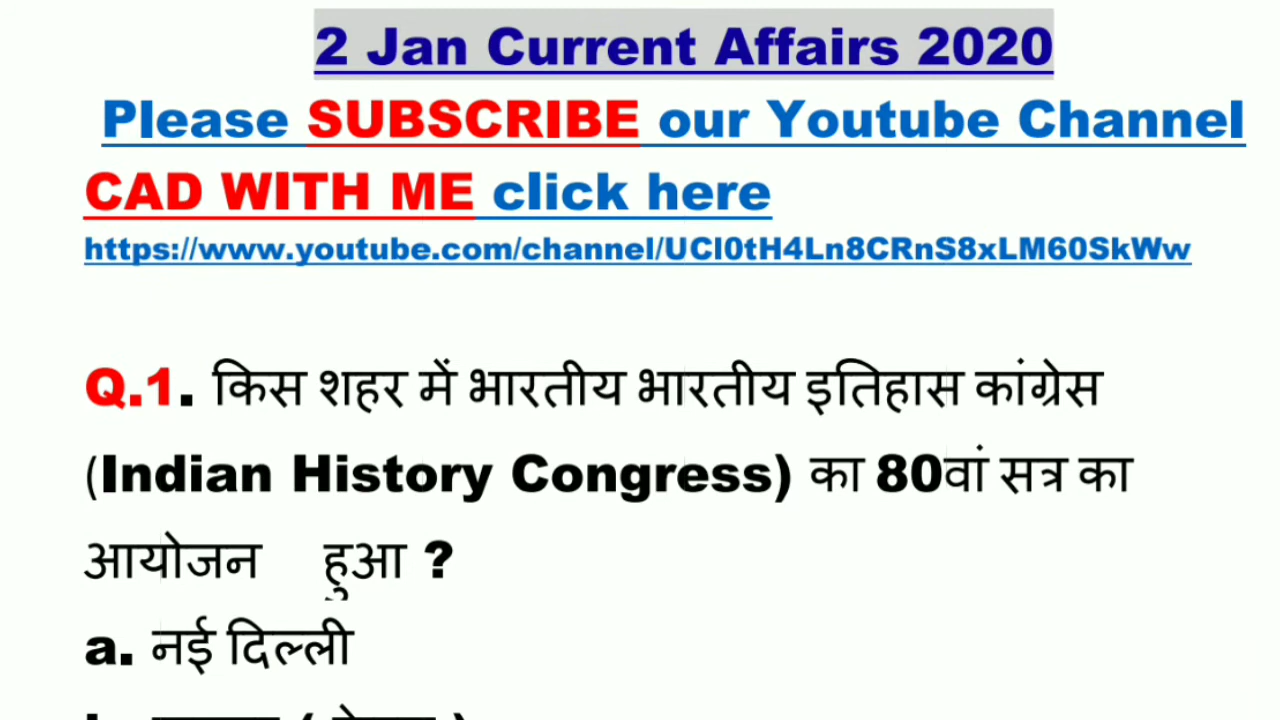 2 Jan Current Affairs 2020
Please SUBSCRIBE our Youtube Channel
CAD WITH ME click here
https://www.youtube.com/channel/UCl0tH4Ln8CRnS8xLM60SkWw
Q.1. किस शहर में भारतीय भारतीय इतिहास कांग्रेस
(Indian History Congress) का 80वां सत्र का
आयोजन हुआ ?
a. नई दिल्ली